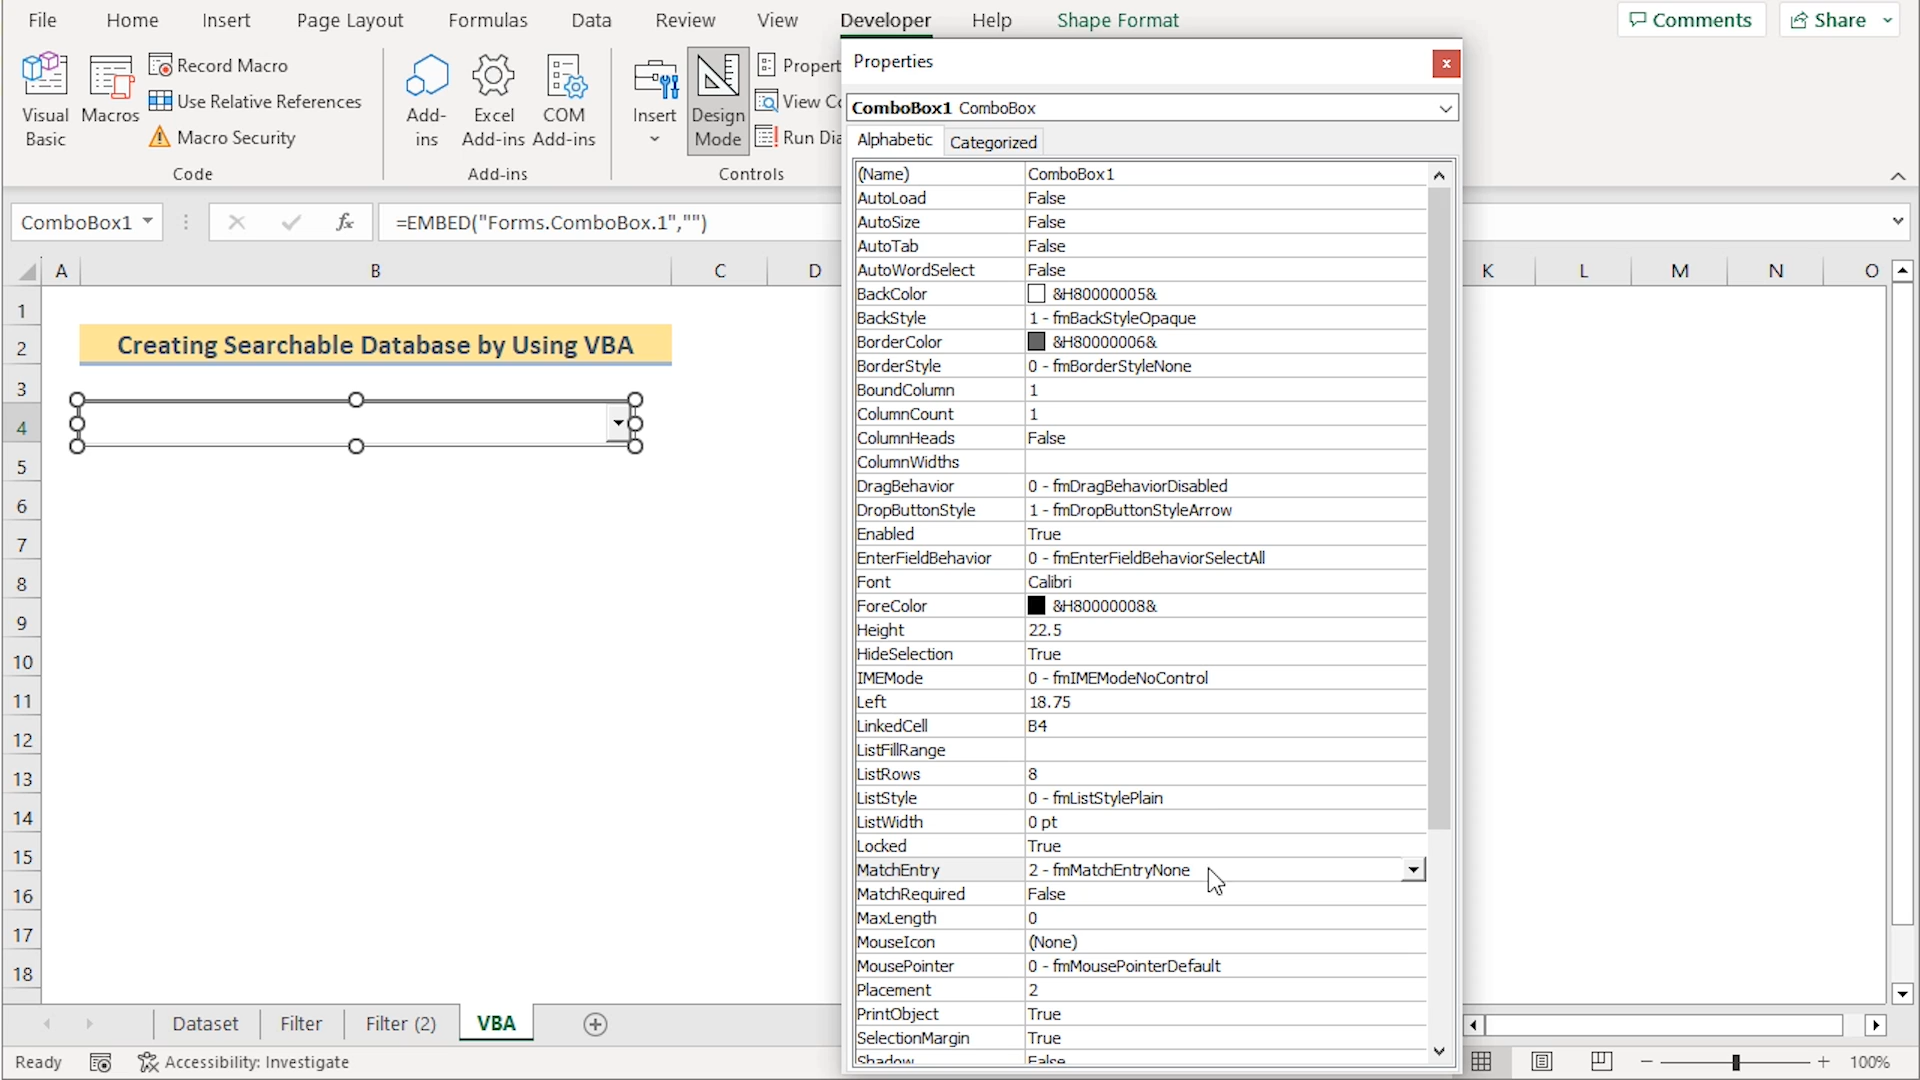 File Home Insert Page Layout Formulas Data Review View Developer Help Shape Format Comments Share
Visual Basic
Macros
Record Macro
Use Relative References
Macro Security
Code
Add-ins
Excel Add-ins
COM Add-ins
Add-ins
Insert
Design Mode
Propert
View Co
Run Dia
Controls
ComboBox1
fx
=EMBED("Forms.ComboBox.1","")
A B C D K L M N O
1
2
3
4
5
6
7
8
9
10
11
12
13
14
15
16
17
18
Creating Searchable Database by Using VBA
Properties
x
ComboBox1 ComboBox
Alphabetic Categorized
(Name) ComboBox1
AutoLoad False
AutoSize False
AutoTab False
AutoWordSelect False
BackColor &H80000005&
BackStyle 1 - fmBackStyleOpaque
BorderColor &H80000006&
BorderStyle 0 - fmBorderStyleNone
BoundColumn 1
ColumnCount 1
ColumnHeads False
ColumnWidths
DragBehavior 0 - fmDragBehaviorDisabled
DropButtonStyle 1 - fmDropButtonStyleArrow
Enabled True
EnterFieldBehavior 0 - fmEnterFieldBehaviorSelectAll
Font Calibri
ForeColor &H80000008&
Height 22.5
HideSelection True
IMEMode 0 - fmIMEModeNoControl
Left 18.75
LinkedCell B4
ListFillRange
ListRows 8
ListStyle 0 - fmListStylePlain
ListWidth 0 pt
Locked True
MatchEntry 2 - fmMatchEntryNone
MatchRequired False
MaxLength 0
MouseIcon (None)
MousePointer 0 - fmMousePointerDefault
Placement 2
PrintObject True
SelectionMargin True
Shadow False
Dataset Filter Filter (2) VBA
Ready Accessibility: Investigate 100%